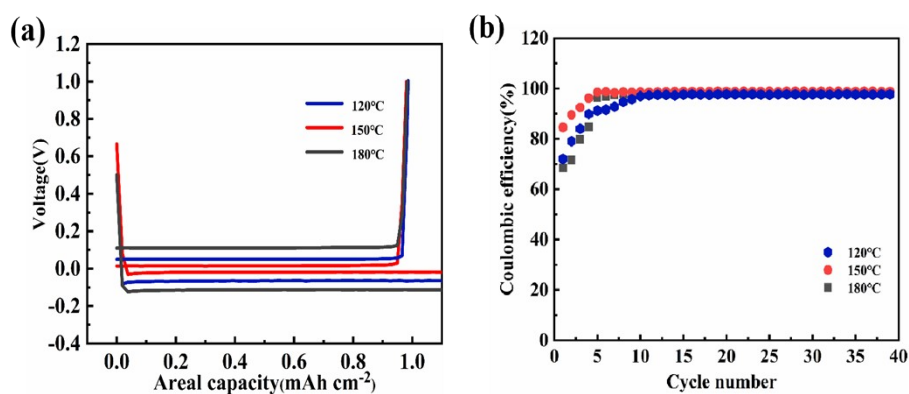 (a)
Voltage(V)
1.2
1.0
0.8
0.6
0.4
0.2
0.0
-0.2
-0.4
120℃
150℃
180℃
0.0 0.2 0.4 0.6 0.8 1.0
Areal capacity(mAh cm-2)
(b)
Coulombic efficiency(%)
120
100
80
60
40
20
0
120℃
150℃
180℃
0 5 10 15 20 25 30 35 40
Cycle number